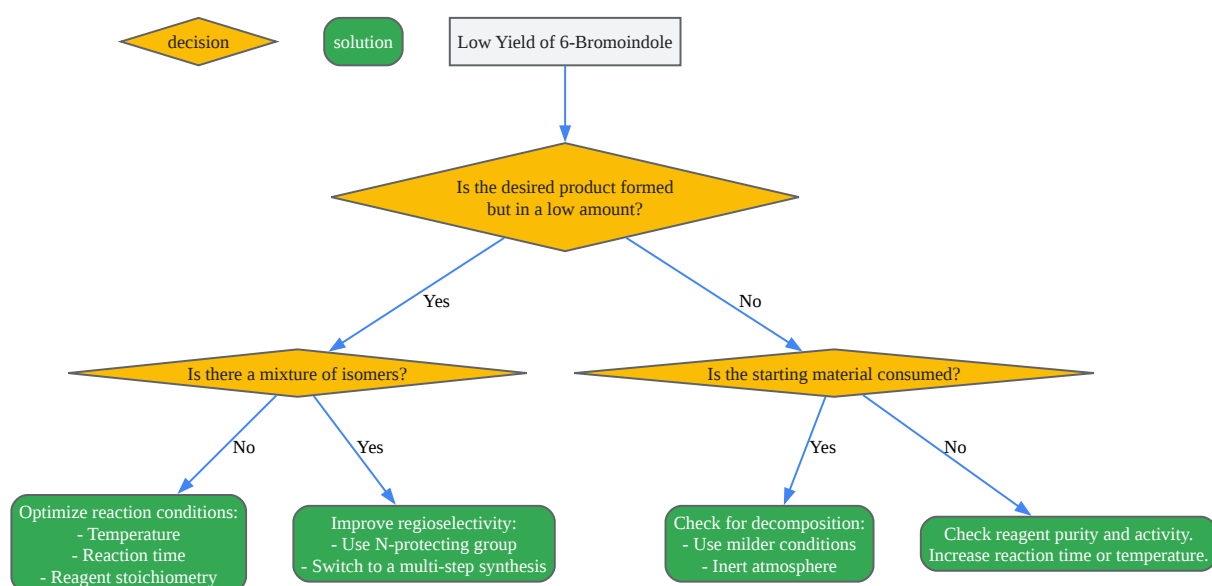 decision
solution
Low Yield of 6-Bromoindole
Is the desired product formed
but in a low amount?
Yes
No
Is there a mixture of isomers?
Is the starting material consumed?
No
Yes
Yes
No
Optimize reaction conditions:
- Temperature
- Reaction time
- Reagent stoichiometry
Improve regioselectivity:
- Use N-protecting group
- Switch to a multi-step synthesis
Check for decomposition:
- Use milder conditions
- Inert atmosphere
Check reagent purity and activity.
Increase reaction time or temperature.